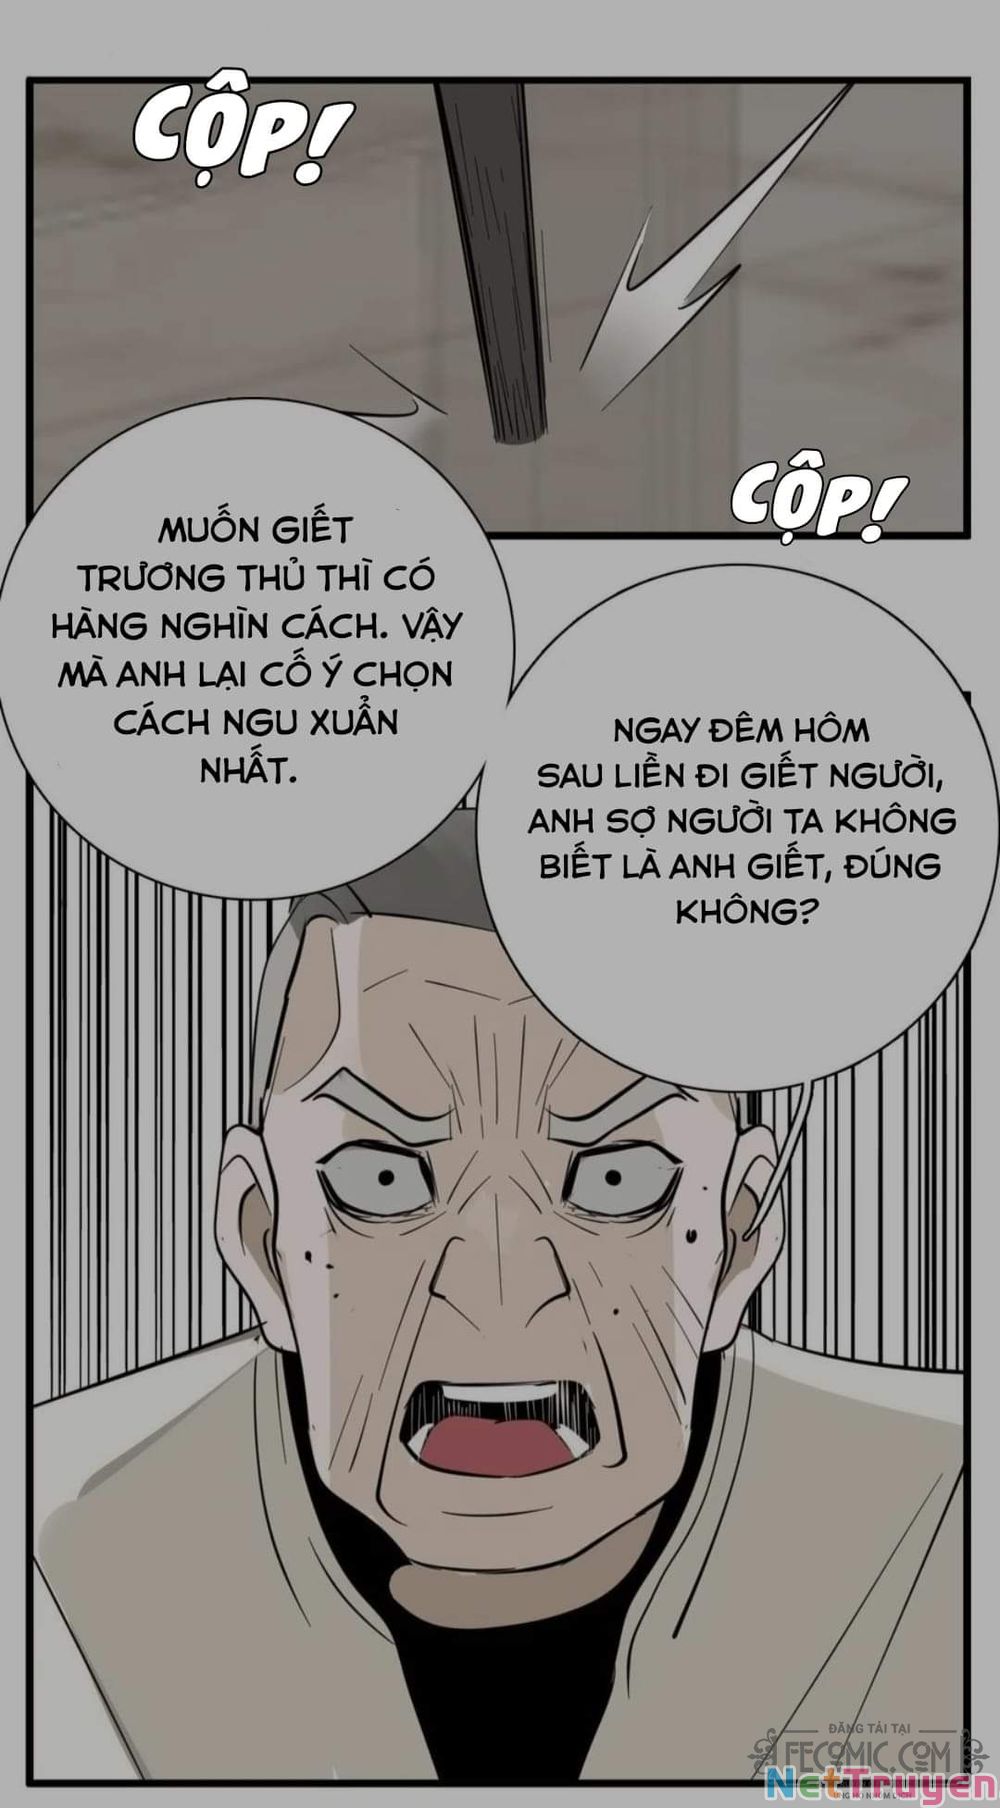 CỘP!
CỘP!
MUỐN GIẾT
TRƯƠNG THỦ THÌ CÓ
HÀNG NGHÌN CÁCH. VẬY
MÀ ANH LẠI CỐ Ý CHỌN
CÁCH NGU XUẨN
NHẤT.
NGAY ĐÊM HÔM
SAU LIỀN ĐI GIẾT NGƯỜI,
ANH SỢ NGƯỜI TA KHÔNG
BIẾT LÀ ANH GIẾT, ĐÚNG
KHÔNG?
ĐĂNG TẢI TẠI
FECOMIC.COM
NetTruyen